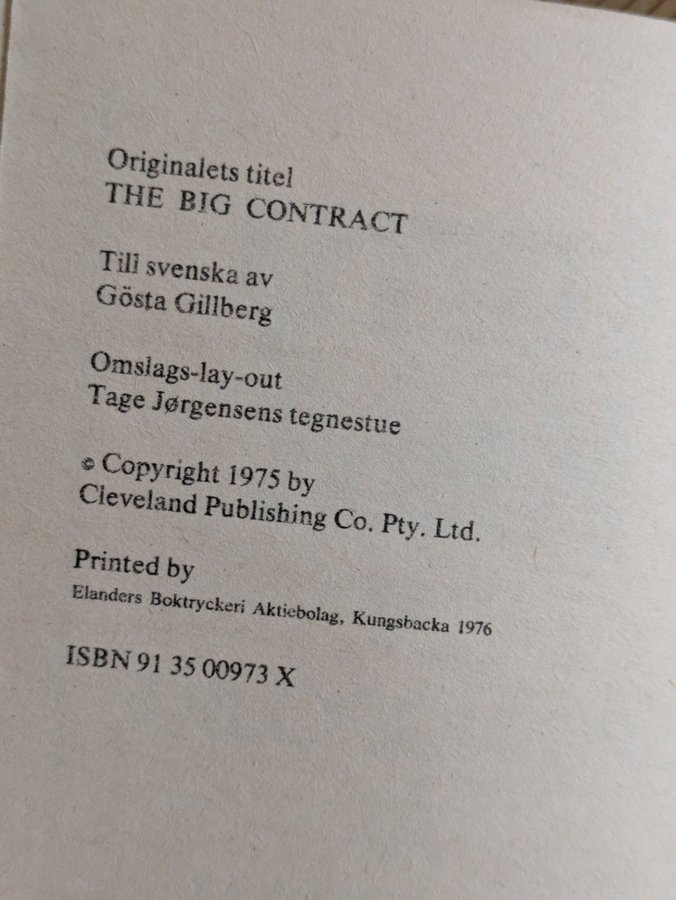 Originalets titel
THE BIG CONTRACT
Till svenska av
Gösta Gillberg
Omslags-lay-out
Tage Jørgensens tegnestue
© Copyright 1975 by
Cleveland Publishing Co. Pty. Ltd.
Printed by
Elanders Boktryckeri Aktiebolag, Kungsbacka 1976
ISBN 91 35 00973 X